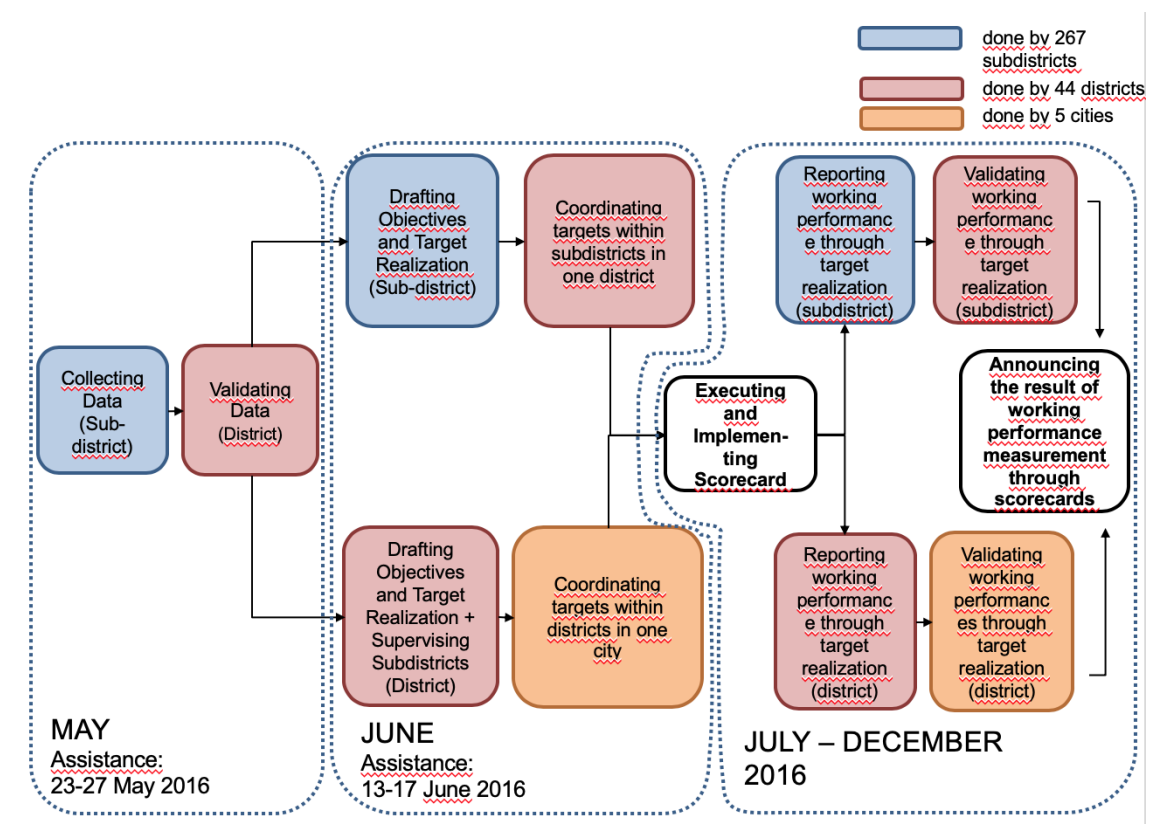 done by 267
subdistricts
done by 44 districts
done by 5 cities
Collecting
Data
(Sub-
district)
Validating
Data
(District)
Drafting
Objectives
and Target
Realization
(Sub-district)
Coordinating
targets within
subdistricts in
one district
Drafting
Objectives
and Target
Realization +
Supervising
Subdistricts
(District)
Coordinating
targets within
districts in one
city
Executing
and
Implemen-
ting
Scorecard
Reporting
working
performanc
e through
target
realization
(subdistrict)
Validating
working
performanc
e through
target
realization
(subdistrict)
Reporting
working
performanc
e through
target
realization
(district)
Validating
working
performanc
es through
target
realization
(district)
Announcing
the result of
working
performance
measurement
through
scorecards
MAY
Assistance:
23-27 May 2016
JUNE
Assistance:
13-17 June 2016
JULY – DECEMBER
2016